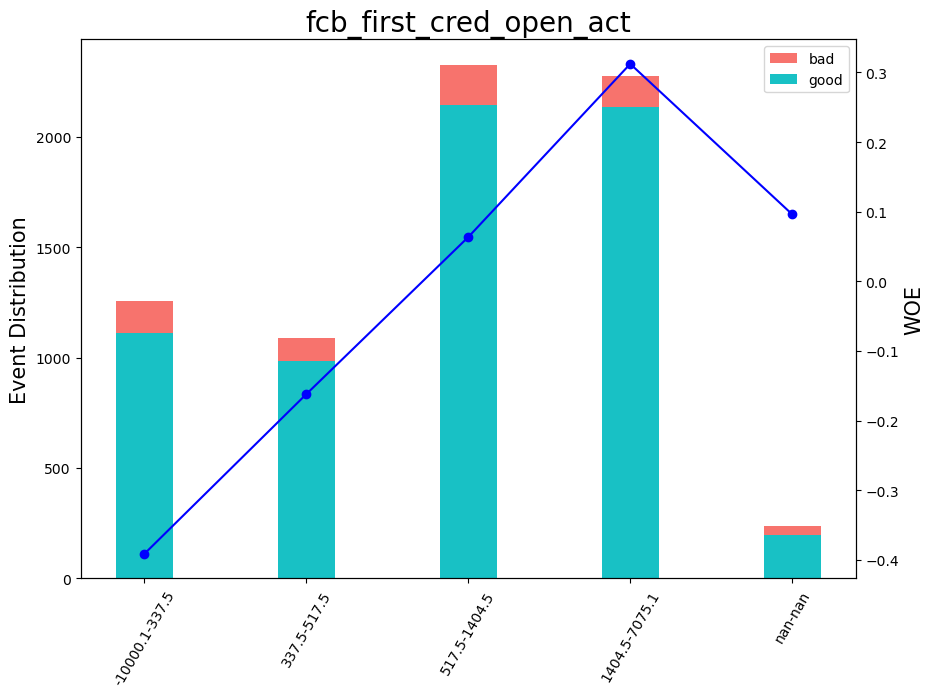 fcb_first_cred_open_act
bad
good
Event Distribution
2000
1500
1000
500
0
WOE
0.3
0.2
0.1
0.0
−0.1
−0.2
−0.3
−0.4
-10000.1-337.5
337.5-517.5
517.5-1404.5
1404.5-7075.1
nan-nan